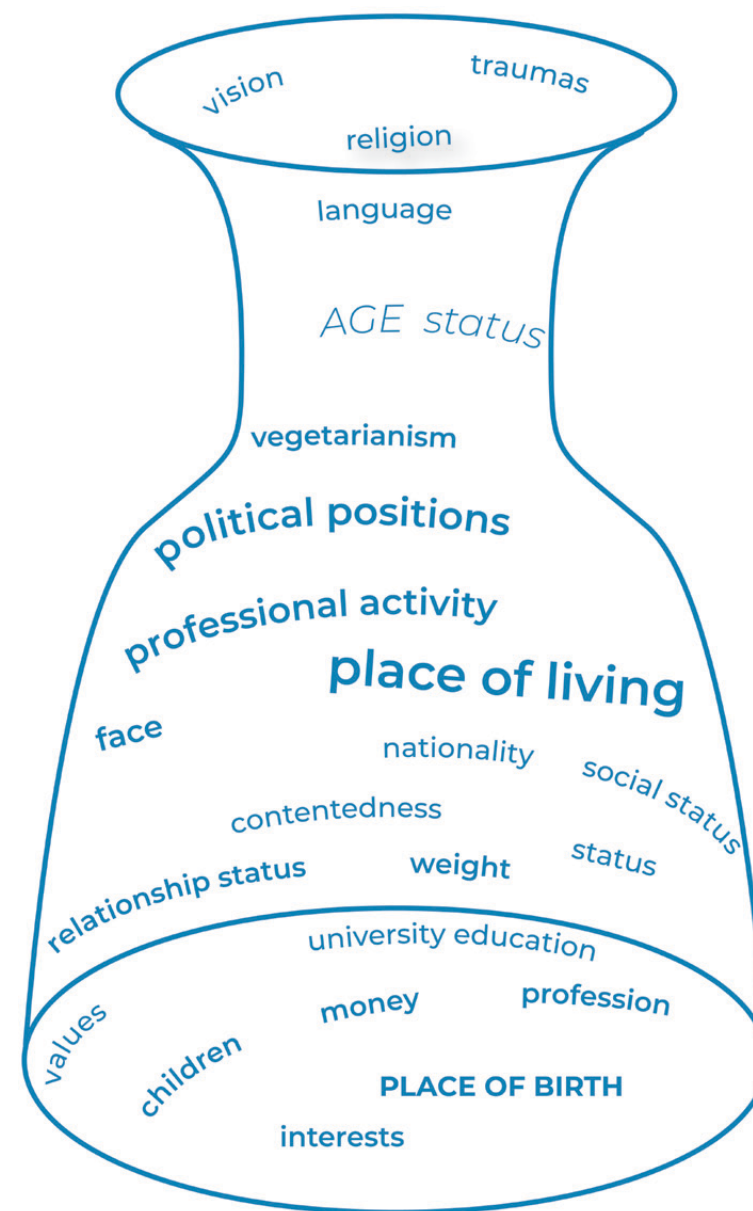 vision
traumas
religion
language
AGE status
vegetarianism
political positions
professional activity
place of living
face
nationality
social status
contentedness
relationship status
weight
status
university education
values
children
money
profession
PLACE OF BIRTH
interests